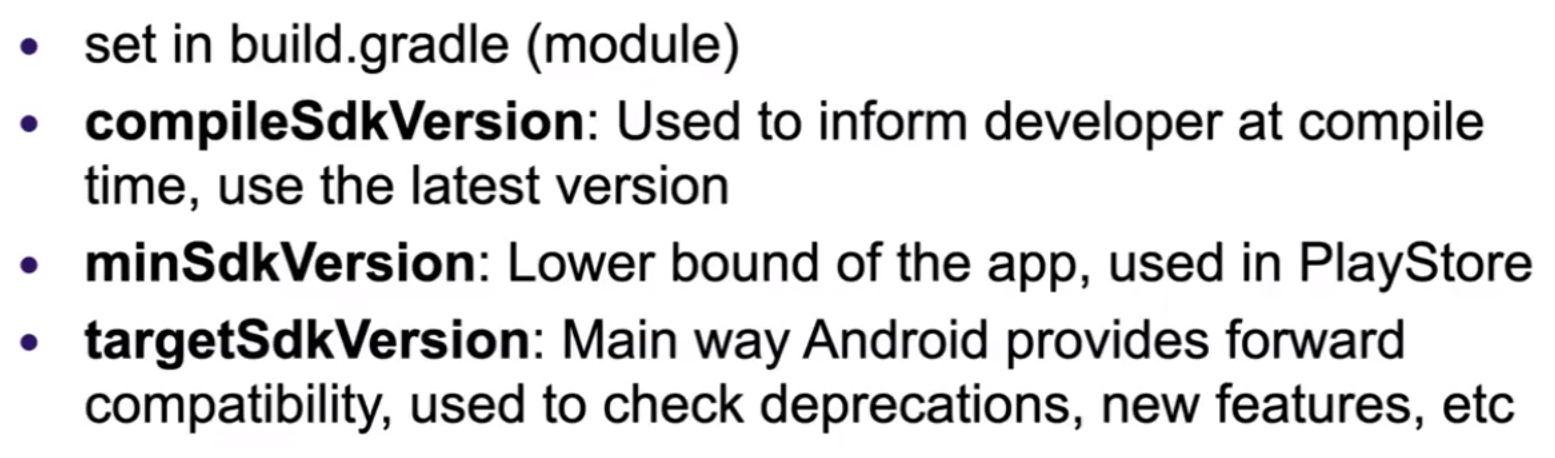 • set in build.gradle (module)
• compileSdkVersion: Used to inform developer at compile
time, use the latest version
• minSdkVersion: Lower bound of the app, used in PlayStore
• targetSdkVersion: Main way Android provides forward
compatibility, used to check deprecations, new features, etc